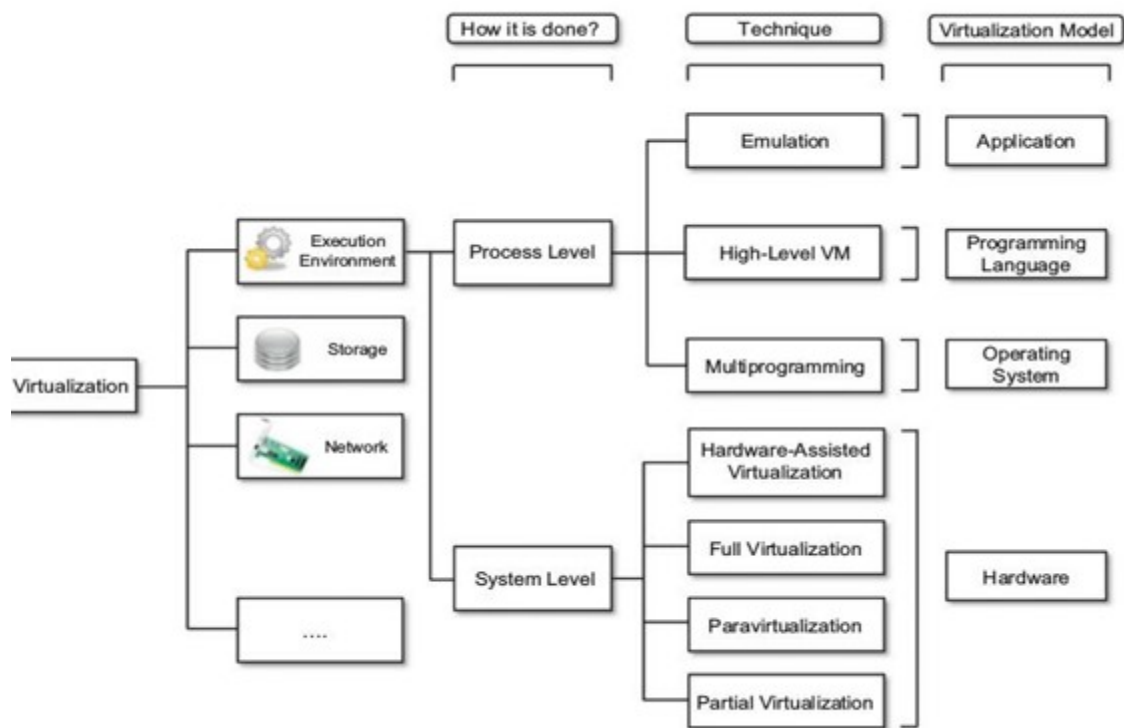 How it is done?
Technique
Virtualization Model
Emulation
Application
Execution
Environment
Process Level
High-Level VM
Programming
Language
Storage
Virtualization
Multiprogramming
Operating
System
Network
Hardware-Assisted
Virtualization
Full Virtualization
System Level
Hardware
....
Paravirtualization
Partial Virtualization